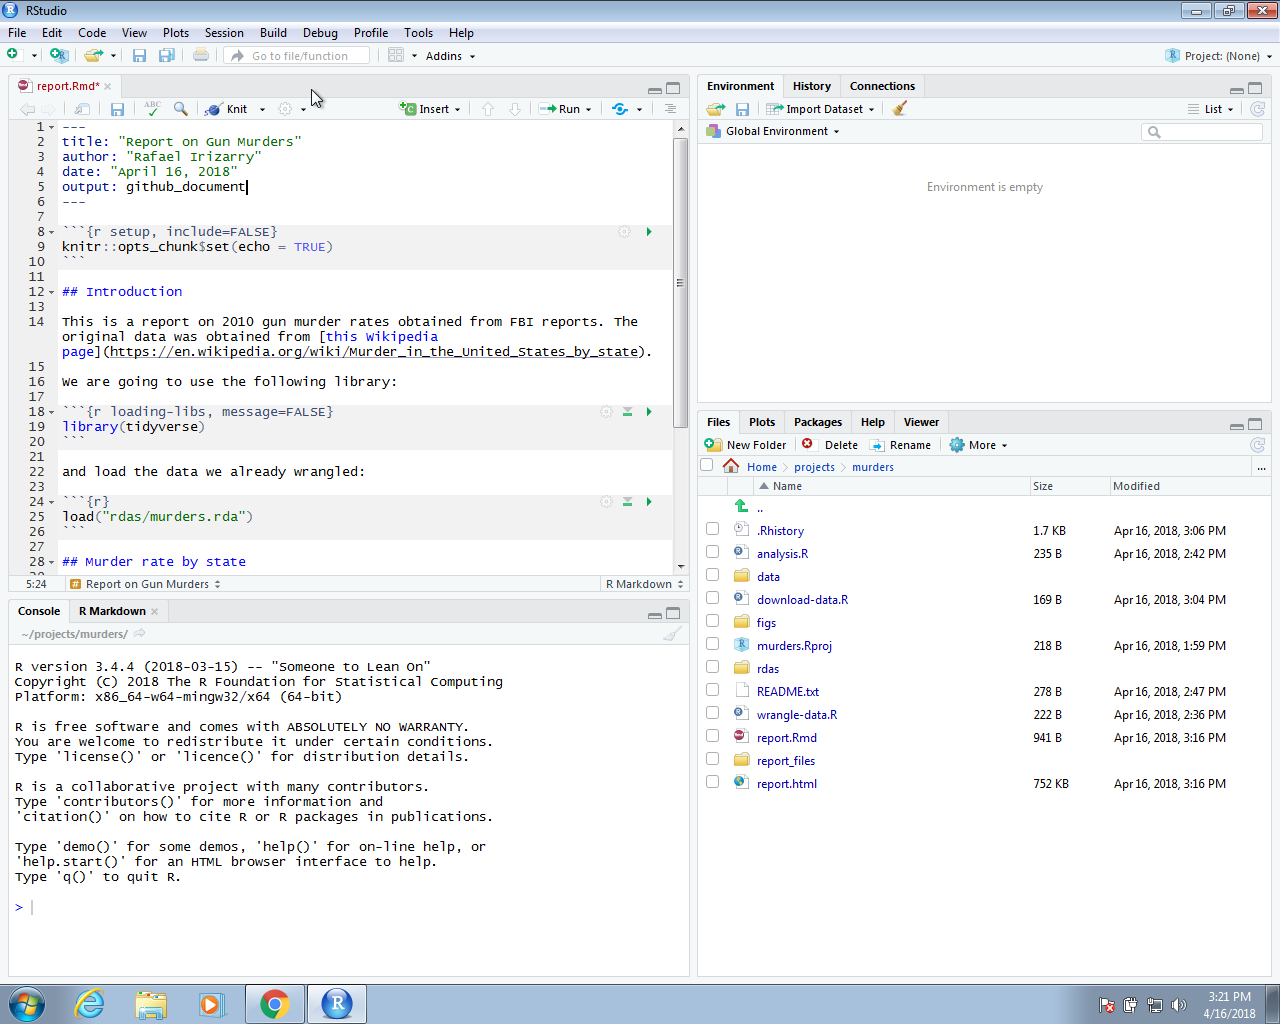 RStudio
File Edit Code View Plots Session Build Debug Profile Tools Help
Go to file/function Addins Project: (None)
report.Rmd*
ABC Knit Insert Run
1 ---
2 title: "Report on Gun Murders"
3 author: "Rafael Irizarry"
4 date: "April 16, 2018"
5 output: github_document
6 ---
7
8 ```{r setup, include=FALSE}
9 knitr::opts_chunk$set(echo = TRUE)
10 ```
11
12 ## Introduction
13
14 This is a report on 2010 gun murder rates obtained from FBI reports. The
original data was obtained from [this Wikipedia
page](https://en.wikipedia.org/wiki/Murder_in_the_United_States_by_state).
15
16 We are going to use the following library:
17
18 ```{r loading-libs, message=FALSE}
19 library(tidyverse)
20 ```
21
22 and load the data we already wrangled:
23
24 ```{r}
25 load("rdas/murders.rda")
26 ```
27
28 ## Murder rate by state
5:24 # Report on Gun Murders R Markdown
Console R Markdown
~/projects/murders/
R version 3.4.4 (2018-03-15) -- "Someone to Lean On"
Copyright (C) 2018 The R Foundation for Statistical Computing
Platform: x86_64-w64-mingw32/x64 (64-bit)
R is free software and comes with ABSOLUTELY NO WARRANTY.
You are welcome to redistribute it under certain conditions.
Type 'license()' or 'licence()' for distribution details.
R is a collaborative project with many contributors.
Type 'contributors()' for more information and
'citation()' on how to cite R or R packages in publications.
Type 'demo()' for some demos, 'help()' for on-line help, or
'help.start()' for an HTML browser interface to help.
Type 'q()' to quit R.
>
Environment History Connections
Import Dataset List
Global Environment
Environment is empty
Files Plots Packages Help Viewer
New Folder Delete Rename More
Home projects murders ...
Name Size Modified
..
.Rhistory 1.7 KB Apr 16, 2018, 3:06 PM
analysis.R 235 B Apr 16, 2018, 2:42 PM
data
download-data.R 169 B Apr 16, 2018, 3:04 PM
figs
murders.Rproj 218 B Apr 16, 2018, 1:59 PM
rdas
README.txt 278 B Apr 16, 2018, 2:47 PM
wrangle-data.R 222 B Apr 16, 2018, 2:36 PM
report.Rmd 941 B Apr 16, 2018, 3:16 PM
report_files
report.html 752 KB Apr 16, 2018, 3:16 PM
3:21 PM
4/16/2018